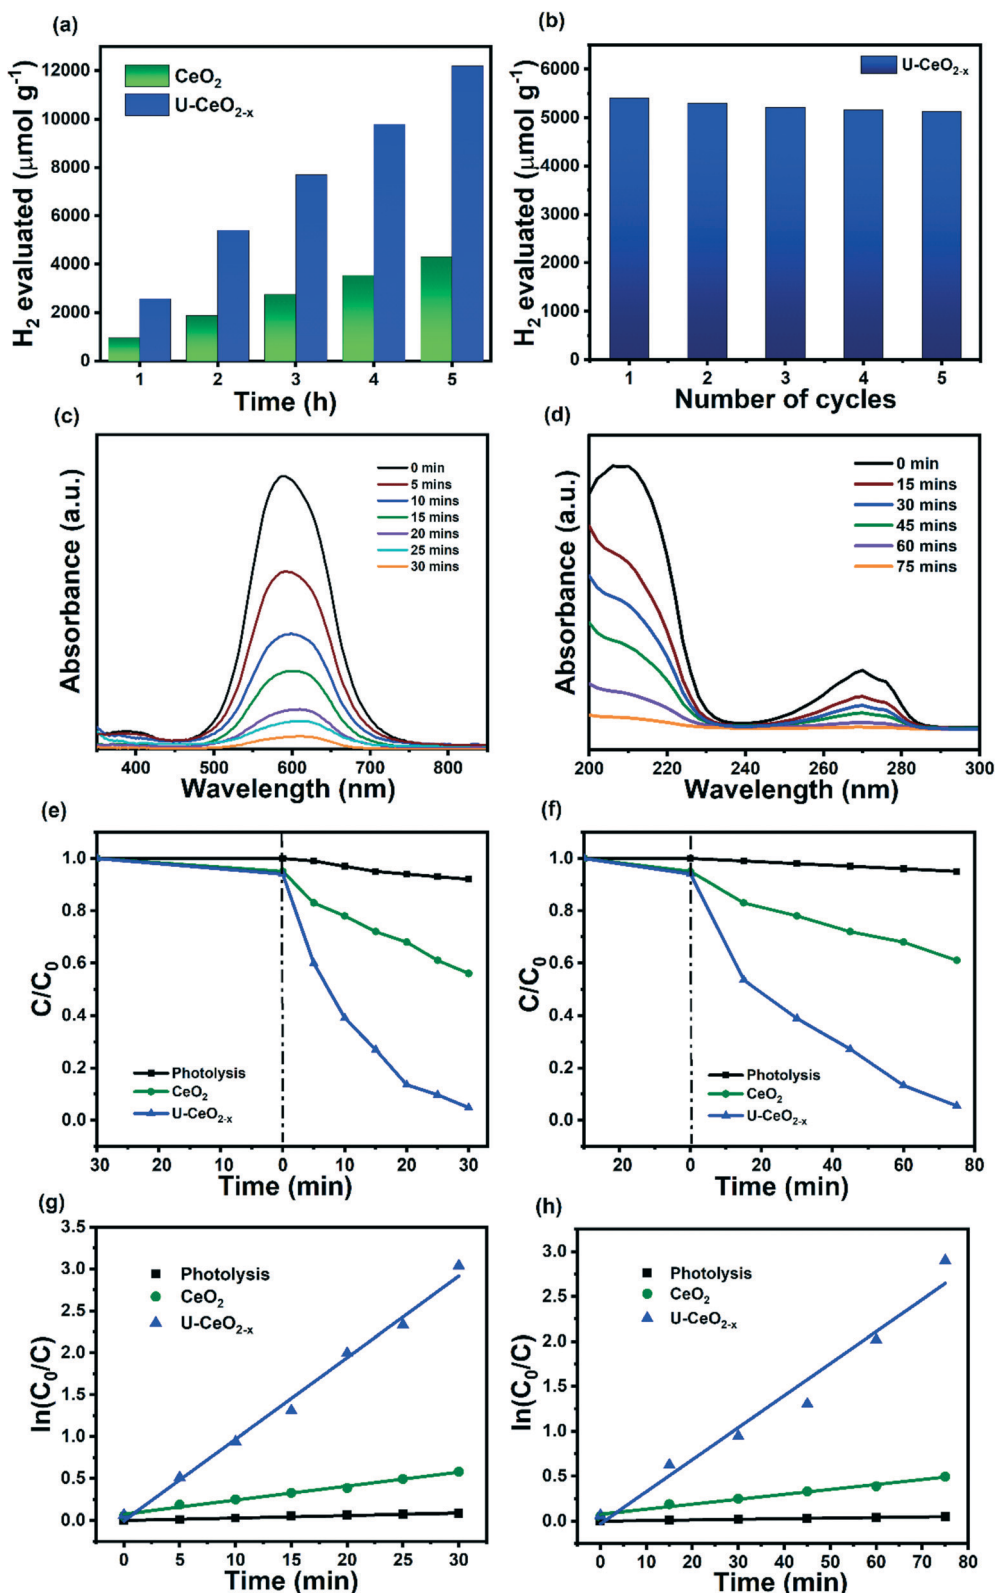 (a)
H₂ evaluated (μmol g⁻¹)
12000
10000
8000
6000
4000
2000
0
CeO₂
U-CeO₂₋ₓ
1 2 3 4 5
Time (h)
(b)
H₂ evaluated (μmol g⁻¹)
6000
5000
4000
3000
2000
1000
0
U-CeO₂₋ₓ
1 2 3 4 5
Number of cycles
(c)
Absorbance (a.u.)
0 min
5 mins
10 mins
15 mins
20 mins
25 mins
30 mins
400 500 600 700 800
Wavelength (nm)
(d)
Absorbance (a.u.)
0 min
15 mins
30 mins
45 mins
60 mins
75 mins
200 220 240 260 280 300
Wavelength (nm)
(e)
C/C₀
1.0
0.8
0.6
0.4
0.2
0.0
Photolysis
CeO₂
U-CeO₂₋ₓ
30 20 10 0 10 20 30
Time (min)
(f)
C/C₀
1.0
0.8
0.6
0.4
0.2
0.0
Photolysis
CeO₂
U-CeO₂₋ₓ
20 0 20 40 60 80
Time (min)
(g)
ln(C₀/C)
3.5
3.0
2.5
2.0
1.5
1.0
0.5
0.0
Photolysis
CeO₂
U-CeO₂₋ₓ
0 5 10 15 20 25 30
Time (min)
(h)
ln(C₀/C)
3.0
2.5
2.0
1.5
1.0
0.5
0.0
Photolysis
CeO₂
U-CeO₂₋ₓ
0 10 20 30 40 50 60 70 80
Time (min)